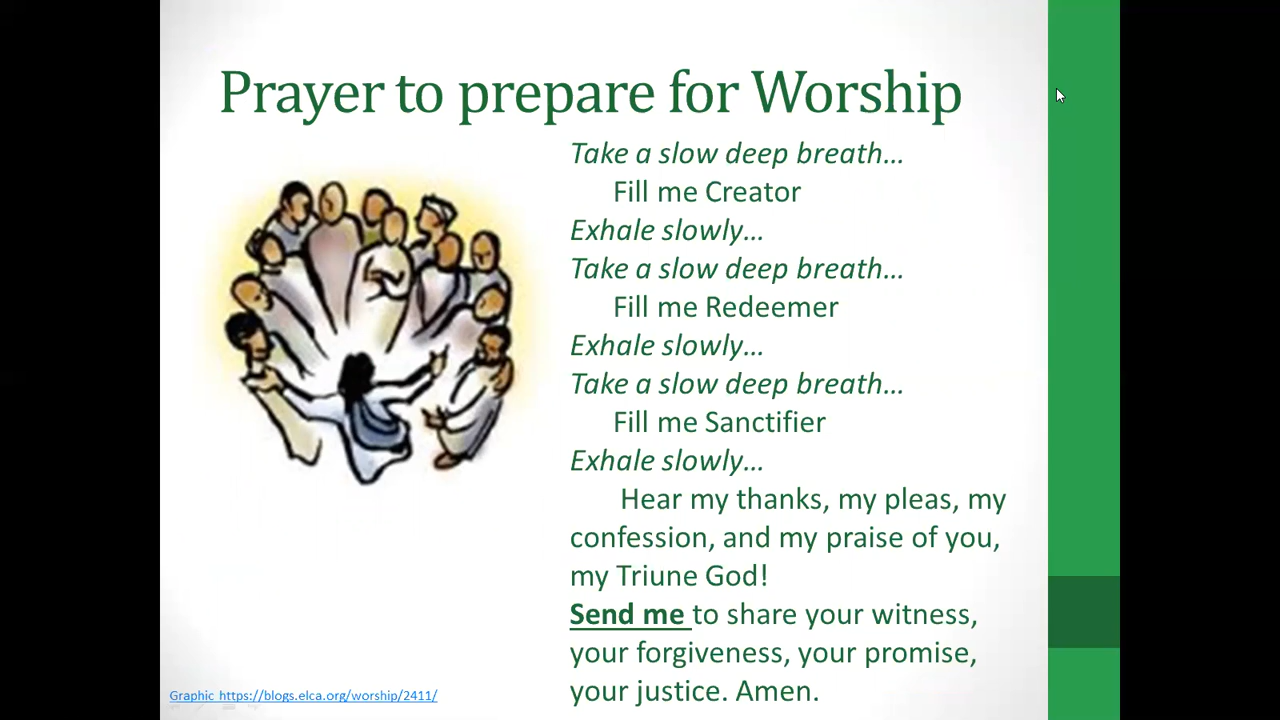 Prayer to prepare for Worship
Take a slow deep breath...
Fill me Creator
Exhale slowly...
Take a slow deep breath...
Fill me Redeemer
Exhale slowly...
Take a slow deep breath...
Fill me Sanctifier
Exhale slowly...
Hear my thanks, my pleas, my
confession, and my praise of you,
my Triune God!
Send me to share your witness,
your forgiveness, your promise,
your justice. Amen.
Graphic https://blogs.elca.org/worship/2411/